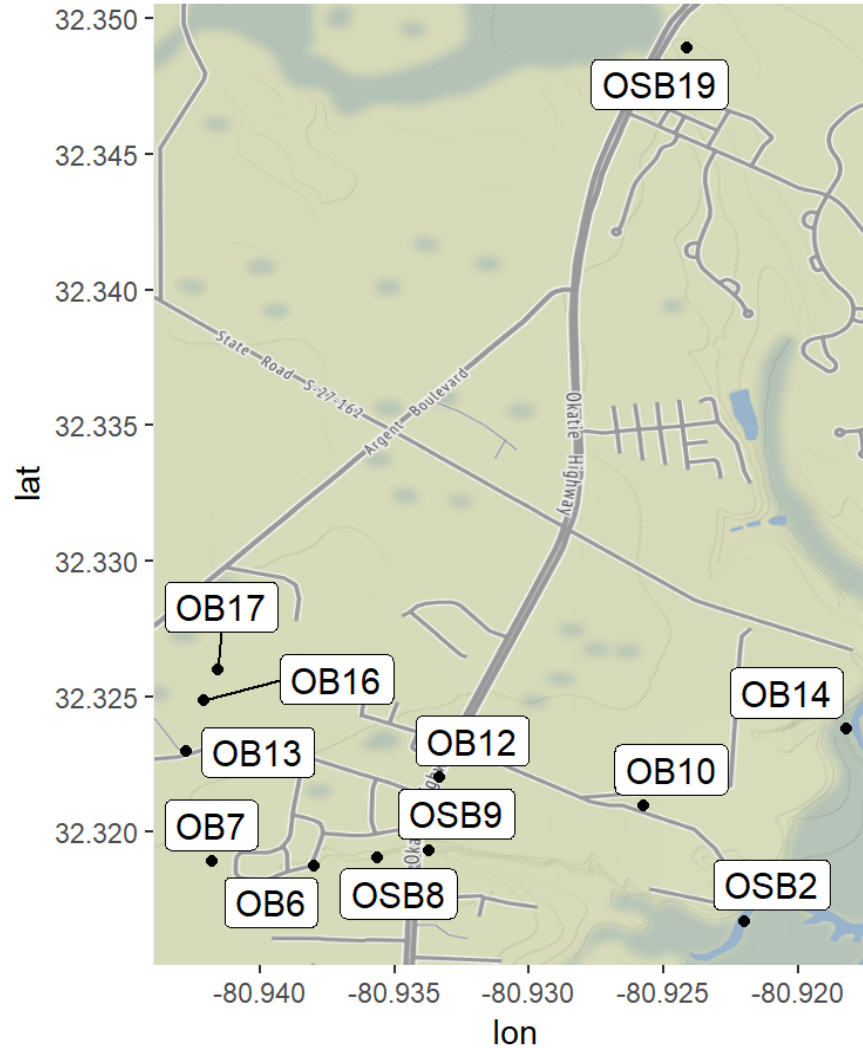 32.350
OSB19
32.345
32.340
State Road S-27-162
Argent Boulevard
Okatie Highway
32.335
lat
32.330
OB17
OB16
32.325
OB14
OB13
OB12
OB10
OSB9
32.320
OB7
OB6
OSB8
OSB2
-80.940
-80.935
-80.930
-80.925
-80.920
lon